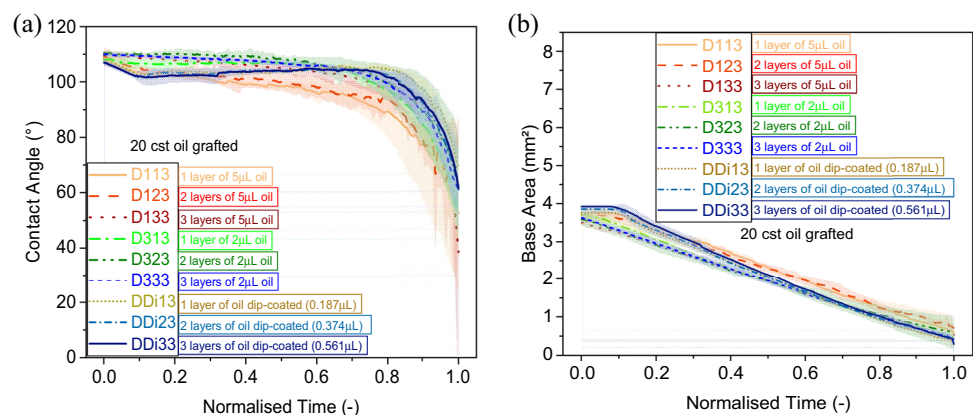 (a)
120
100
80
60
40
20
0
Contact Angle (°)
20 cst oil grafted
D113 1 layer of 5μL oil
D123 2 layers of 5μL oil
D133 3 layers of 5μL oil
D313 1 layer of 2μL oil
D323 2 layers of 2μL oil
D333 3 layers of 2μL oil
DDi13 1 layer of oil dip-coated (0.187μL)
DDi23 2 layers of oil dip-coated (0.374μL)
DDi33 3 layers of oil dip-coated (0.561μL)
0.0 0.2 0.4 0.6 0.8 1.0
Normalised Time (-)
(b)
8
7
6
5
4
3
2
1
0
Base Area (mm²)
D113 1 layer of 5μL oil
D123 2 layers of 5μL oil
D133 3 layers of 5μL oil
D313 1 layer of 2μL oil
D323 2 layers of 2μL oil
D333 3 layers of 2μL oil
DDi13 1 layer of oil dip-coated (0.187μL)
DDi23 2 layers of oil dip-coated (0.374μL)
DDi33 3 layers of oil dip-coated (0.561μL)
20 cst oil grafted
0.0 0.2 0.4 0.6 0.8 1.0
Normalised Time (-)